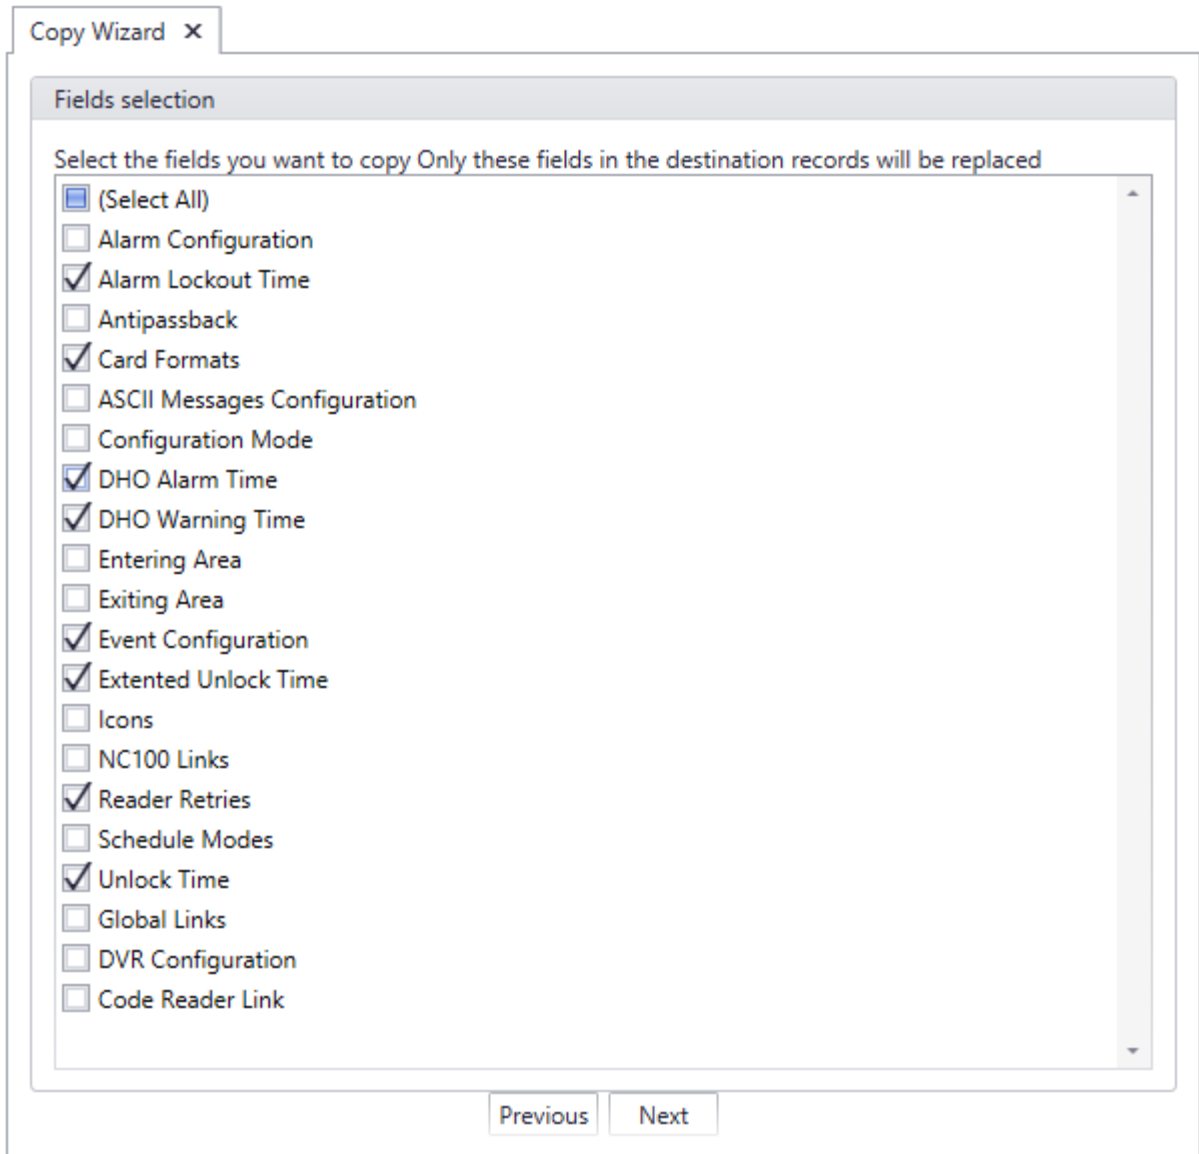 Copy Wizard
Fields selection
Select the fields you want to copy Only these fields in the destination records will be replaced
(Select All)
Alarm Configuration
Alarm Lockout Time
Antipassback
Card Formats
ASCII Messages Configuration
Configuration Mode
DHO Alarm Time
DHO Warning Time
Entering Area
Exiting Area
Event Configuration
Extented Unlock Time
Icons
NC100 Links
Reader Retries
Schedule Modes
Unlock Time
Global Links
DVR Configuration
Code Reader Link
Previous Next